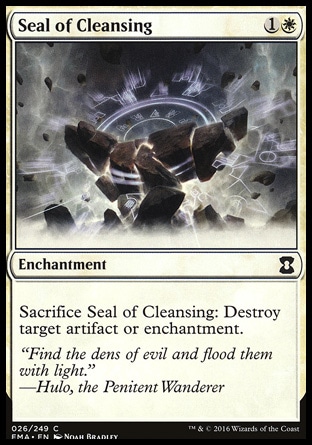 Seal of Cleansing 1
Enchantment
Sacrifice Seal of Cleansing: Destroy
target artifact or enchantment.
“Find the dens of evil and flood them
with light.”
—Hulo, the Penitent Wanderer
026/249 C
EMA • EN Noah Bradley
™ & © 2016 Wizards of the Coast